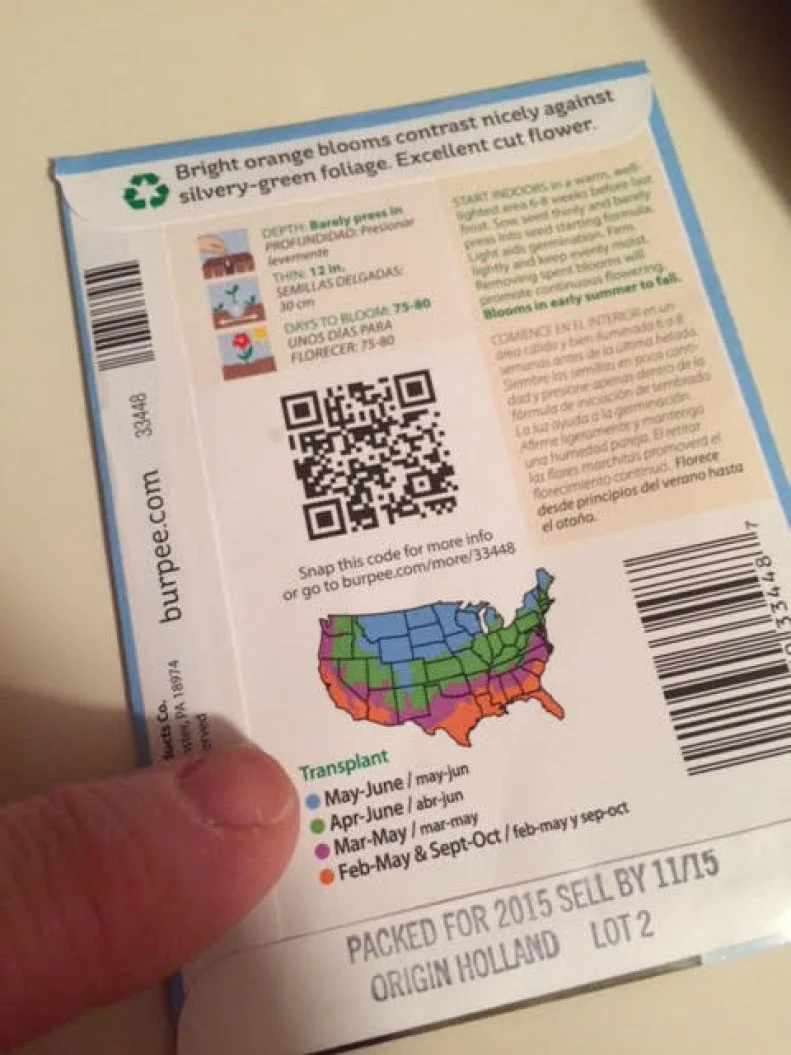 Bright orange blooms contrast nicely against
silvery-green foliage. Excellent cut flower.
DEPTH: Barely press in
PROFUNDIDAD: Presionar
levemente
THIN: 12 in.
SEMILLAS DELGADAS:
30 cm
DAYS TO BLOOM: 75-80
UNOS DÍAS PARA
FLORECER: 75-80
START INDOORS in a warm, well-
lighted area 6-8 weeks before last
frost. Sow seed thinly and barely
press into seed starting formula.
Light aids germination. Firm
lightly and keep evenly moist.
Removing spent blooms will
promote continuous flowering.
Blooms in early summer to fall.
COMIENCE EN EL INTERIOR en un
área cálida y bien iluminada 6 a 8
semanas antes de la última helada.
Siembre las semillas en poca canti-
dad y presione apenas dentro de la
fórmula de iniciación de sembrado
La luz ayuda a la germinación.
Afirme ligeramente y mantenga
una humedad pareja. El retirar
las flores marchitas promoverá el
florecimiento continuo. Florece
desde principios del verano hasta
el otoño.
Snap this code for more info
or go to burpee.com/more/33448
Transplant
May-June / may-jun
Apr-June / abr-jun
Mar-May / mar-may
Feb-May & Sept-Oct / feb-may y sep-oct
PACKED FOR 2015 SELL BY 11/15
ORIGIN HOLLAND LOT 2
33448
burpee.com
Co.
PA 18974
33448 7